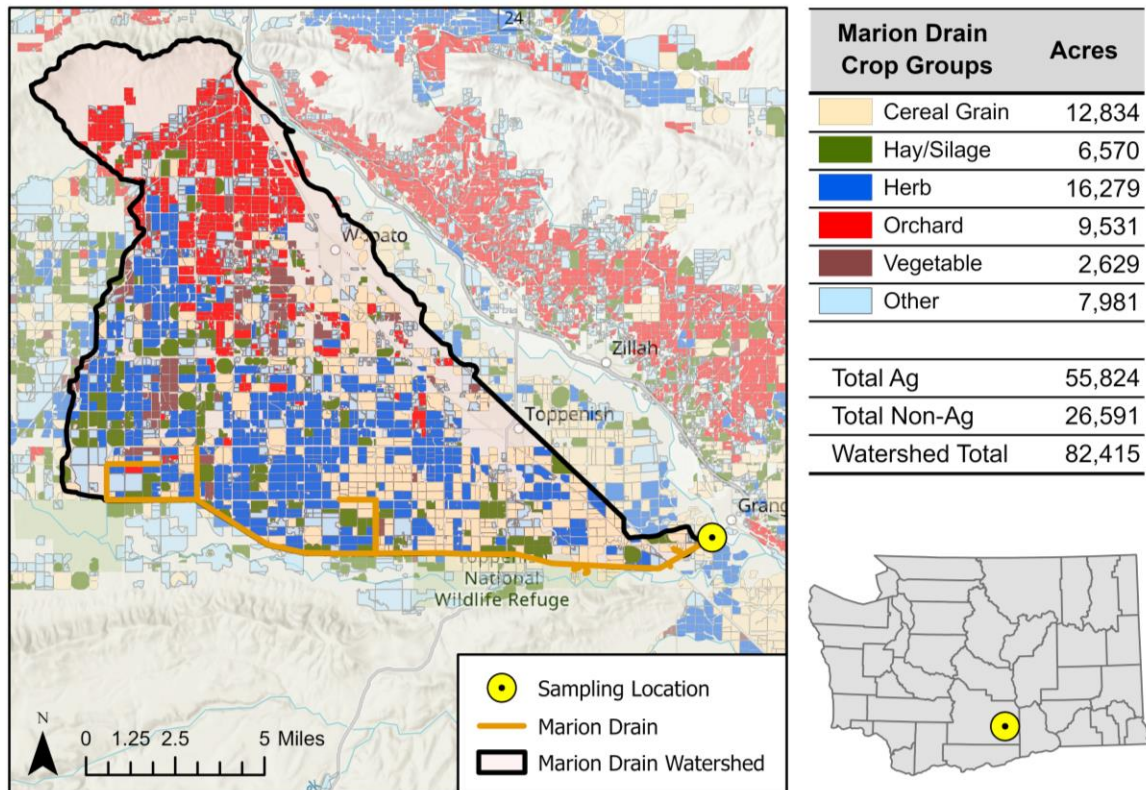 24
Wapato
Zillah
Toppenish
Grang
Toppenish
National
Wildlife Refuge
N
0 1.25 2.5 5 Miles
Sampling Location
Marion Drain
Marion Drain Watershed
Marion Drain Crop Groups Acres
Cereal Grain 12,834
Hay/Silage 6,570
Herb 16,279
Orchard 9,531
Vegetable 2,629
Other 7,981
Total Ag 55,824
Total Non-Ag 26,591
Watershed Total 82,415